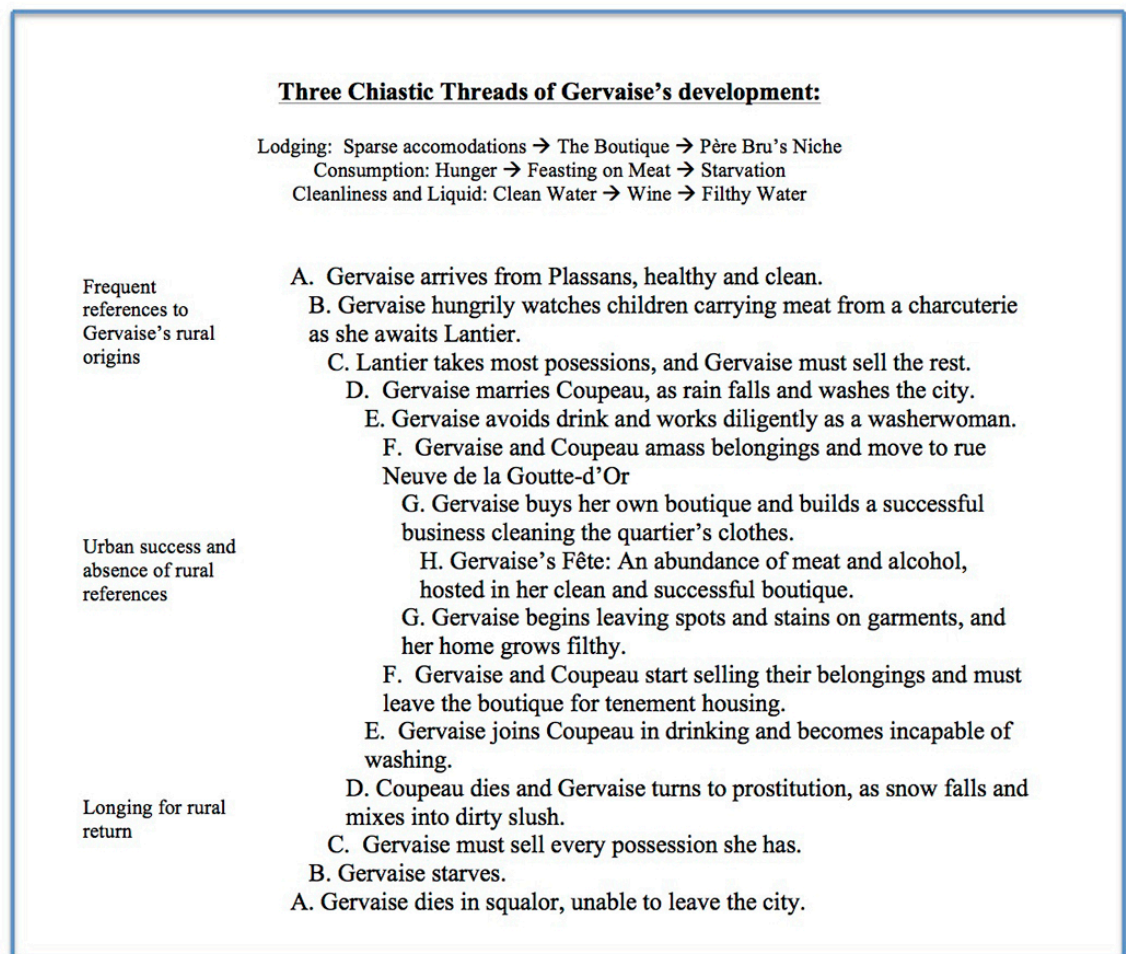 Three Chiastic Threads of Gervaise's development:
Lodging: Sparse accomodations → The Boutique → Père Bru's Niche
Consumption: Hunger → Feasting on Meat → Starvation
Cleanliness and Liquid: Clean Water → Wine → Filthy Water
Frequent
references to
Gervaise's rural
origins
A. Gervaise arrives from Plassans, healthy and clean.
B. Gervaise hungrily watches children carrying meat from a charcuterie
as she awaits Lantier.
C. Lantier takes most posessions, and Gervaise must sell the rest.
D. Gervaise marries Coupeau, as rain falls and washes the city.
E. Gervaise avoids drink and works diligently as a washerwoman.
F. Gervaise and Coupeau amass belongings and move to rue
Neuve de la Goutte-d'Or
G. Gervaise buys her own boutique and builds a successful
business cleaning the quartier's clothes.
Urban success and
absence of rural
references
H. Gervaise's Fête: An abundance of meat and alcohol,
hosted in her clean and successful boutique.
G. Gervaise begins leaving spots and stains on garments, and
her home grows filthy.
F. Gervaise and Coupeau start selling their belongings and must
leave the boutique for tenement housing.
E. Gervaise joins Coupeau in drinking and becomes incapable of
washing.
Longing for rural
return
D. Coupeau dies and Gervaise turns to prostitution, as snow falls and
mixes into dirty slush.
C. Gervaise must sell every possession she has.
B. Gervaise starves.
A. Gervaise dies in squalor, unable to leave the city.